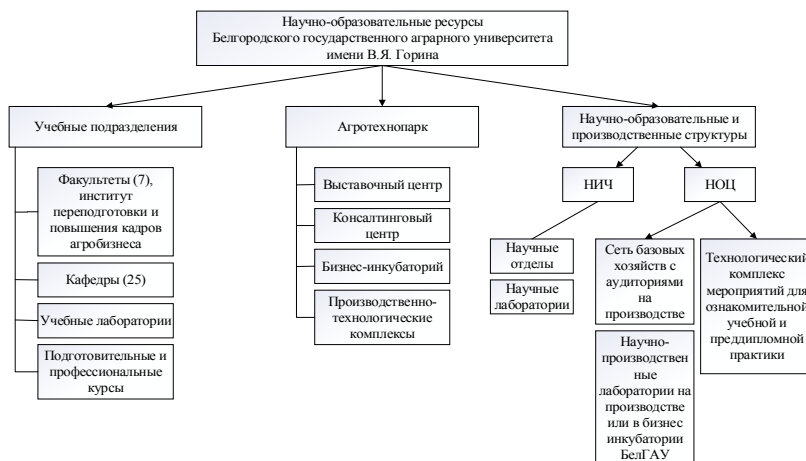 Научно-образовательные ресурсы
Белгородского государственного аграрного университета
имени В.Я. Горина
Учебные подразделения
Агротехнопарк
Научно-образовательные и
производственные структуры
Факультеты (7),
институт
переподготовки и
повышения кадров
агробизнеса
Кафедры (25)
Учебные лаборатории
Подготовительные и
профессиональные
курсы
Выставочный центр
Консалтинговый
центр
Бизнес-инкубаторий
Производственно-
технологические
комплексы
НИЧ
НОЦ
Научные
отделы
Научные
лаборатории
Сеть базовых
хозяйств с
аудиториями
на
производстве
Научно-
производствен
ные
лаборатории на
производстве
или в бизнес
инкубатории
БелГАУ
Технологический
комплекс
мероприятий для
ознакомительной
учебной и
преддипломной
практики